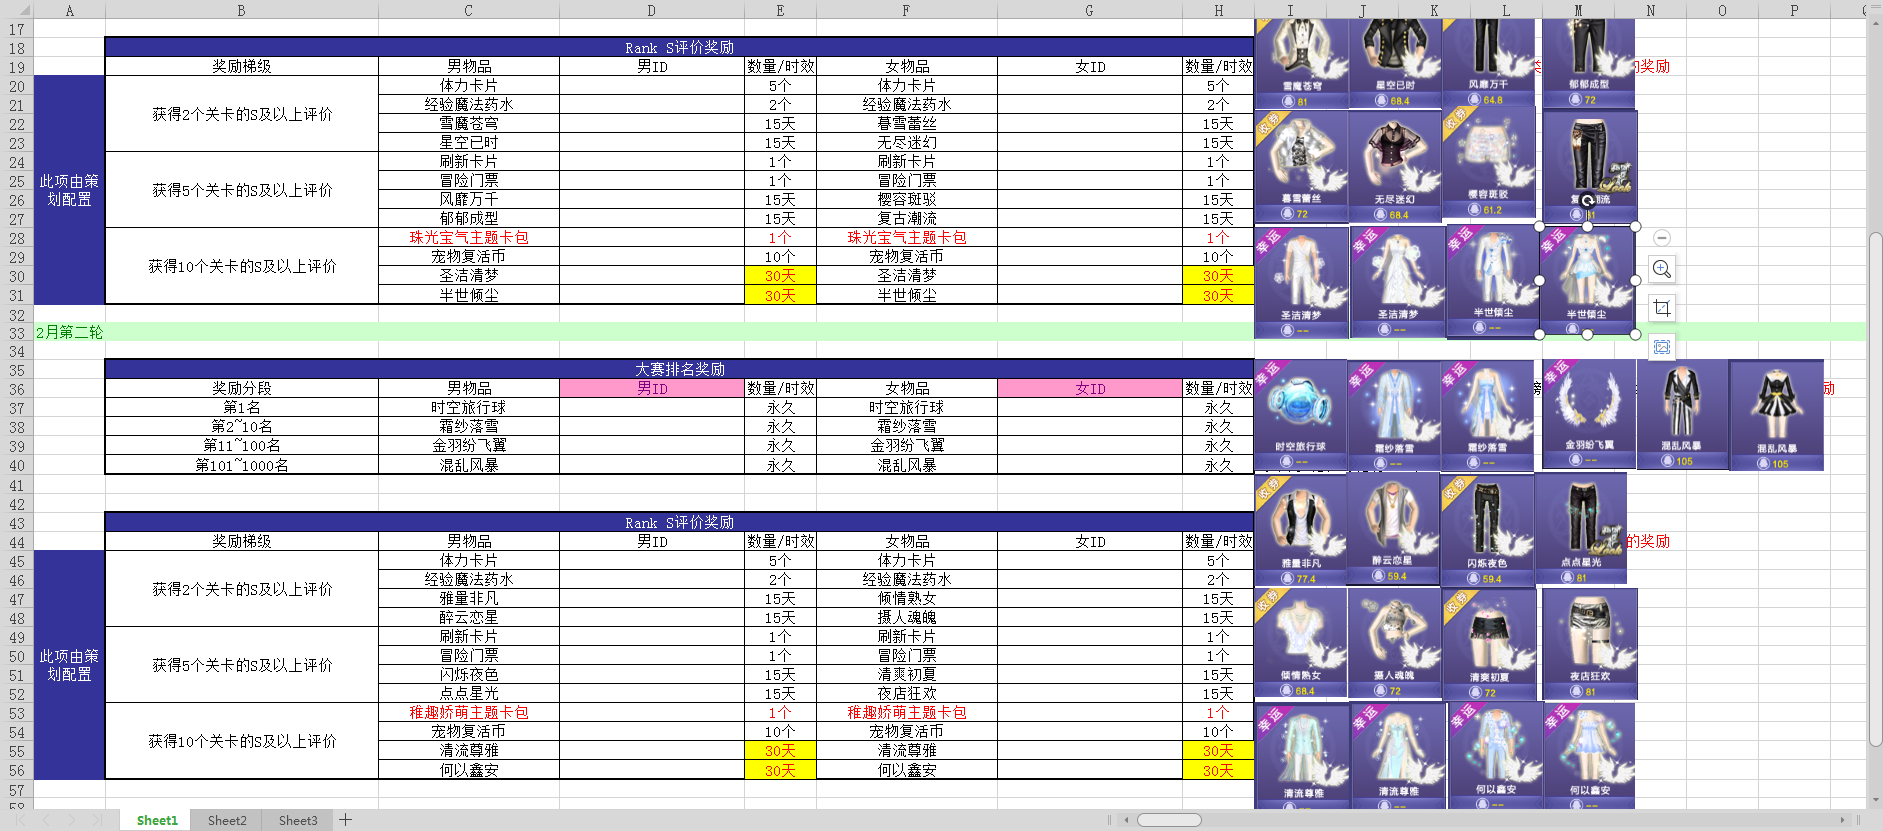 A B C D E F G H I J K L M N O P
17
18 Rank S评价奖励
19 奖励梯级 男物品 男ID 数量/时效 女物品 女ID 数量/时效 的奖励
此项由策划配置
20 获得2个关卡的S及以上评价 体力卡片 5个 体力卡片 5个
21 经验魔法药水 2个 经验魔法药水 2个
22 雪魔苍穹 15天 暮雪蕾丝 15天
23 星空已时 15天 无尽迷幻 15天
24 获得5个关卡的S及以上评价 刷新卡片 1个 刷新卡片 1个
25 冒险门票 1个 冒险门票 1个
26 风靡万千 15天 樱容斑驳 15天
27 郁郁成型 15天 复古潮流 15天
28 获得10个关卡的S及以上评价 珠光宝气主题卡包 1个 珠光宝气主题卡包 1个
29 宠物复活币 10个 宠物复活币 10个
30 圣洁清梦 30天 圣洁清梦 30天
31 半世倾尘 30天 半世倾尘 30天
32
33 2月第二轮
34
35 大赛排名奖励
36 奖励分段 男物品 男ID 数量/时效 女物品 女ID 数量/时效 励
37 第1名 时空旅行球 永久 时空旅行球 永久
38 第2~10名 霜纱落雪 永久 霜纱落雪 永久
39 第11~100名 金羽纷飞翼 永久 金羽纷飞翼 永久
40 第101~1000名 混乱风暴 永久 混乱风暴 永久
41
42
43 Rank S评价奖励
44 奖励梯级 男物品 男ID 数量/时效 女物品 女ID 数量/时效 的奖励
此项由策划配置
45 获得2个关卡的S及以上评价 体力卡片 5个 体力卡片 5个
46 经验魔法药水 2个 经验魔法药水 2个
47 雅量非凡 15天 倾情熟女 15天
48 醉云恋星 15天 摄人魂魄 15天
49 获得5个关卡的S及以上评价 刷新卡片 1个 刷新卡片 1个
50 冒险门票 1个 冒险门票 1个
51 闪烁夜色 15天 清爽初夏 15天
52 点点星光 15天 夜店狂欢 15天
53 获得10个关卡的S及以上评价 稚趣娇萌主题卡包 1个 稚趣娇萌主题卡包 1个
54 宠物复活币 10个 宠物复活币 10个
55 清流尊雅 30天 清流尊雅 30天
56 何以鑫安 30天 何以鑫安 30天
57
58
雪魔苍穹 星空已时 风靡万千 郁郁成型
81 68.4 64.8 72
收券 收券
暮雪蕾丝 无尽迷幻 樱容斑驳 复 潮流
72 68.4 61.2 81
幸运 幸运 幸运 幸运
圣洁清梦 圣洁清梦 半世倾尘 半世倾尘
-- -- -- --
幸运 幸运 幸运 幸运
时空旅行球 霜纱落雪 霜纱落雪 金羽纷飞翼 混乱风暴 混乱风暴
-- -- -- -- 105 105
收券 收券
雅量非凡 醉云恋星 闪烁夜色 点点星光
77.4 59.4 59.4 81
收券 收券
倾情熟女 摄人魂魄 清爽初夏 夜店狂欢
68.4 72 72 81
幸运 幸运 幸运 幸运
清流尊雅 清流尊雅 何以鑫安 何以鑫安
-- -- -- --
Sheet1 Sheet2 Sheet3 +